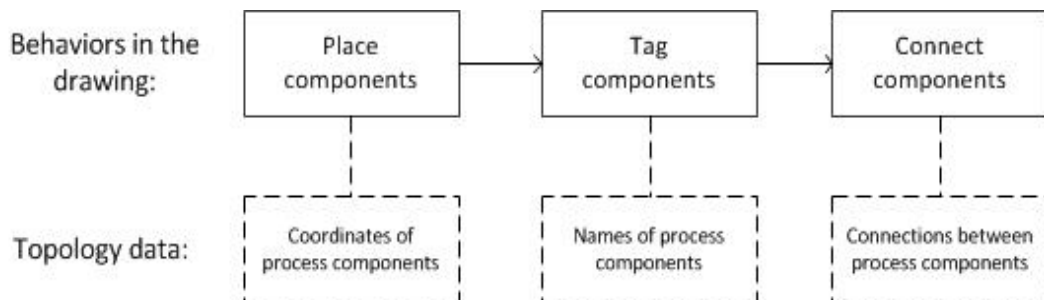 Behaviors in the
drawing:
Place
components
Tag
components
Connect
components
Topology data:
Coordinates of
process components
Names of process
components
Connections between
process components